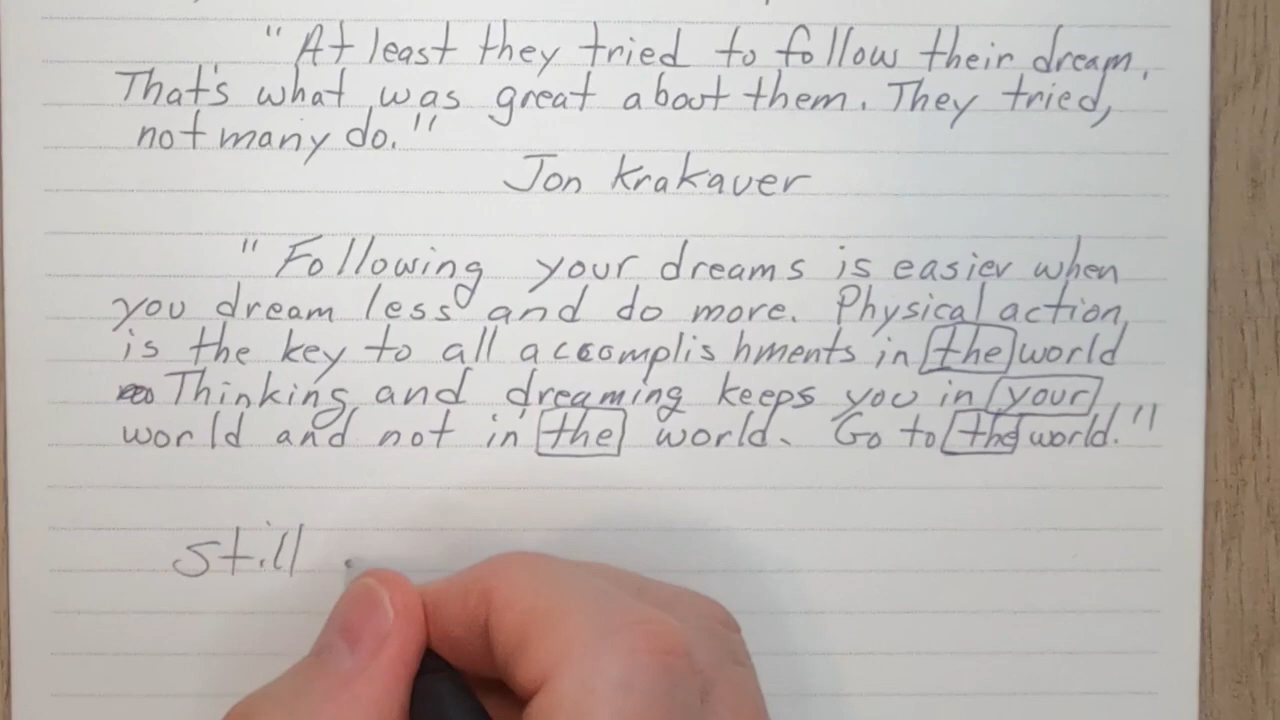 "At least they tried to follow their dream.
That's what was great about them. They tried,
not many do."
Jon Krakauer
"Following your dreams is easier when
you dream less and do more. Physical action
is the key to all accomplishments in the world
Thinking and dreaming keeps you in your
world and not in the world. Go to the world."
still